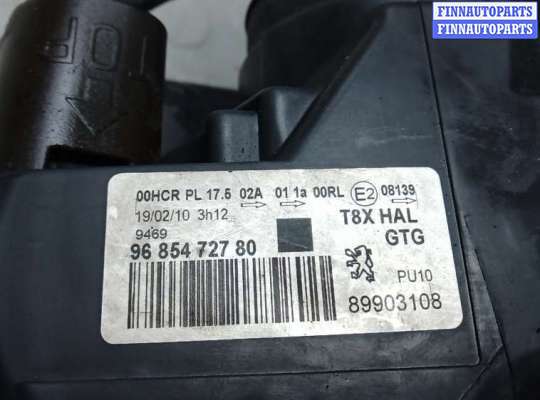 FINNAUTOPARTS
FINNAUTOPARTS
TOP
00HCR PL 17.5 02A 01 1a 00RL E2 08139
19/02/10 3h12
T8X HAL
9469
GTG
96 854 727 80
PU10
89903108